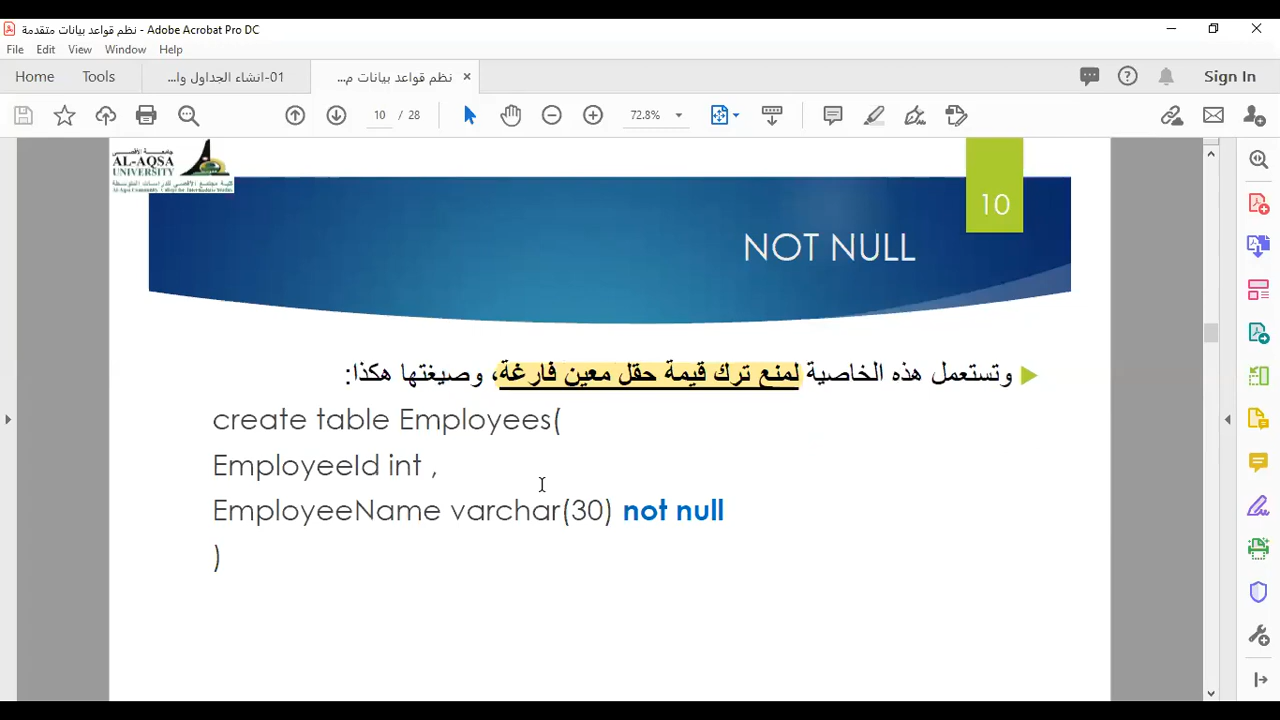 نظم قواعد بيانات متقدمة - Adobe Acrobat Pro DC
File Edit View Window Help
Home Tools 01-انشاء الجداول وا... نظم قواعد بيانات م... × Sign In
10 / 28 72.8%
جامعة الأقصى
AL-AQSA
UNIVERSITY
10
NOT NULL
وتستعمل هذه الخاصية لمنع ترك قيمة حقل معين فارغة، وصيغتها هكذا:
create table Employees(
EmployeeId int ,
EmployeeName varchar(30) not null
)